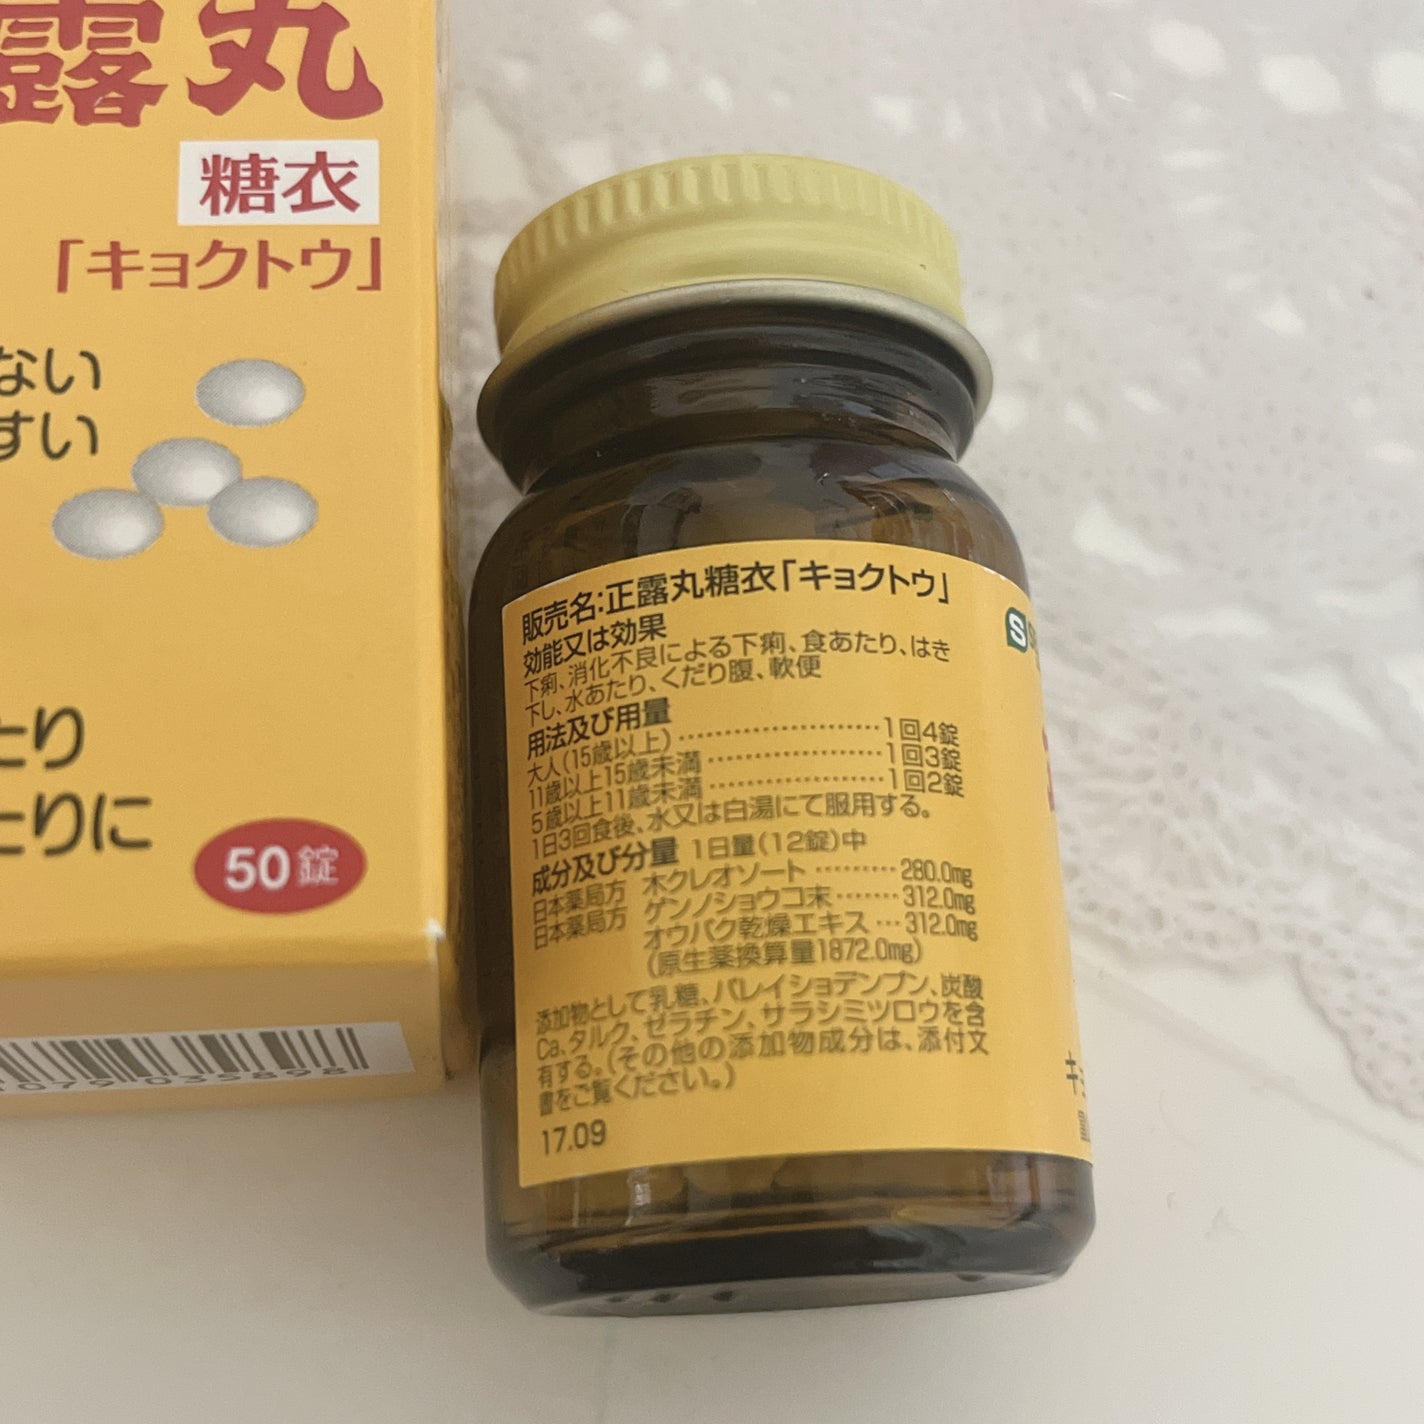 露丸
糖衣
「キョクトウ」
ない
すい
たり
たりに
50錠
079 035898
販売名:正露丸糖衣「キョクトウ」
効能又は効果
下痢、消化不良による下痢、食あたり、はき
下し、水あたり、くだり腹、軟便
用法及び用量
大人(15歳以上)‥‥‥‥‥‥‥1回4錠
11歳以上15歳未満‥‥‥‥‥‥1回3錠
5歳以上11歳未満‥‥‥‥‥‥1回2錠
1日3回食後、水又は白湯にて服用する。
成分及び分量 1日量(12錠)中
日本薬局方 木クレオソート‥‥‥280.0mg
日本薬局方 ゲンノショウコ末‥‥‥312.0mg
オウバク乾燥エキス…312.0mg
(原生薬換算量1872.0mg)
添加物として乳糖、バレイショデンプン、炭酸
Ca、タルク、ゼラチン、サラシミツロウを含
有する。(その他の添加物成分は、添付文
書をご覧ください。)
17.09
S
キョ